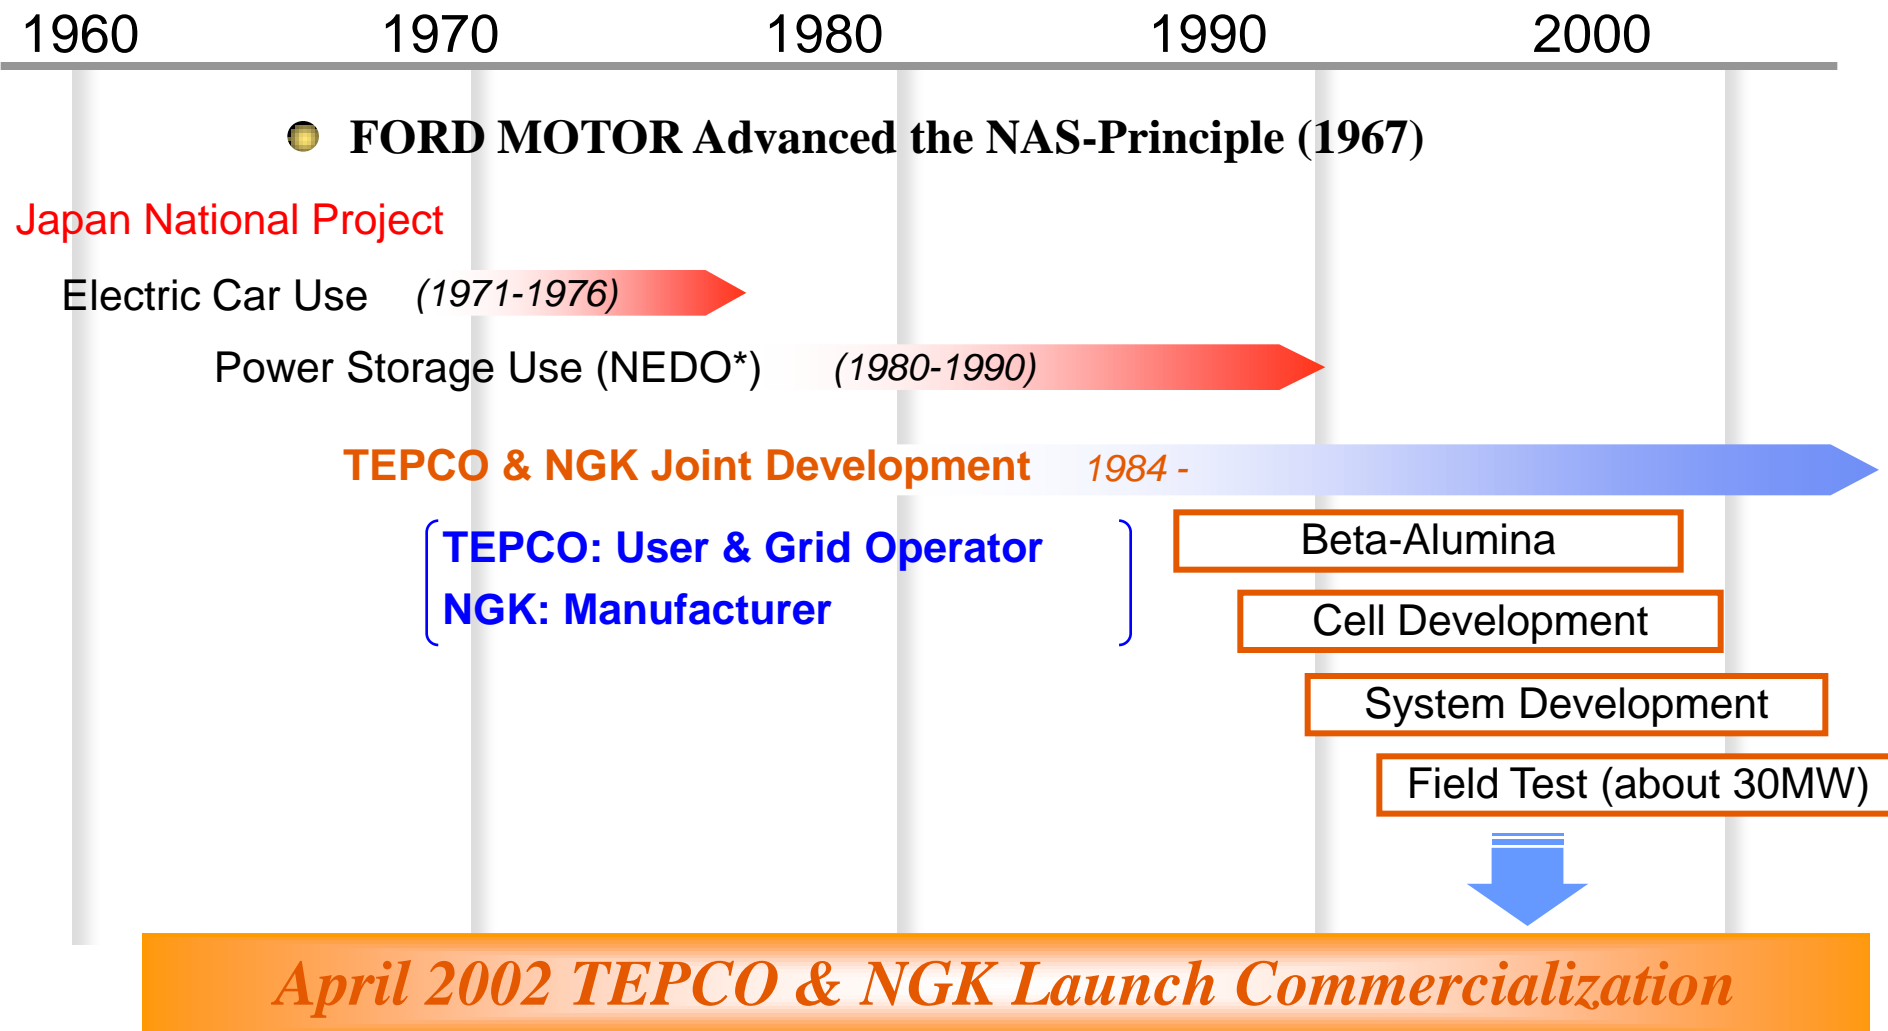 1960 1970 1980 1990 2000
FORD MOTOR Advanced the NAS-Principle (1967)
Japan National Project
Electric Car Use (1971-1976)
Power Storage Use (NEDO*) (1980-1990)
TEPCO & NGK Joint Development 1984 -
TEPCO: User & Grid Operator
NGK: Manufacturer
Beta-Alumina
Cell Development
System Development
Field Test (about 30MW)
April 2002 TEPCO & NGK Launch Commercialization